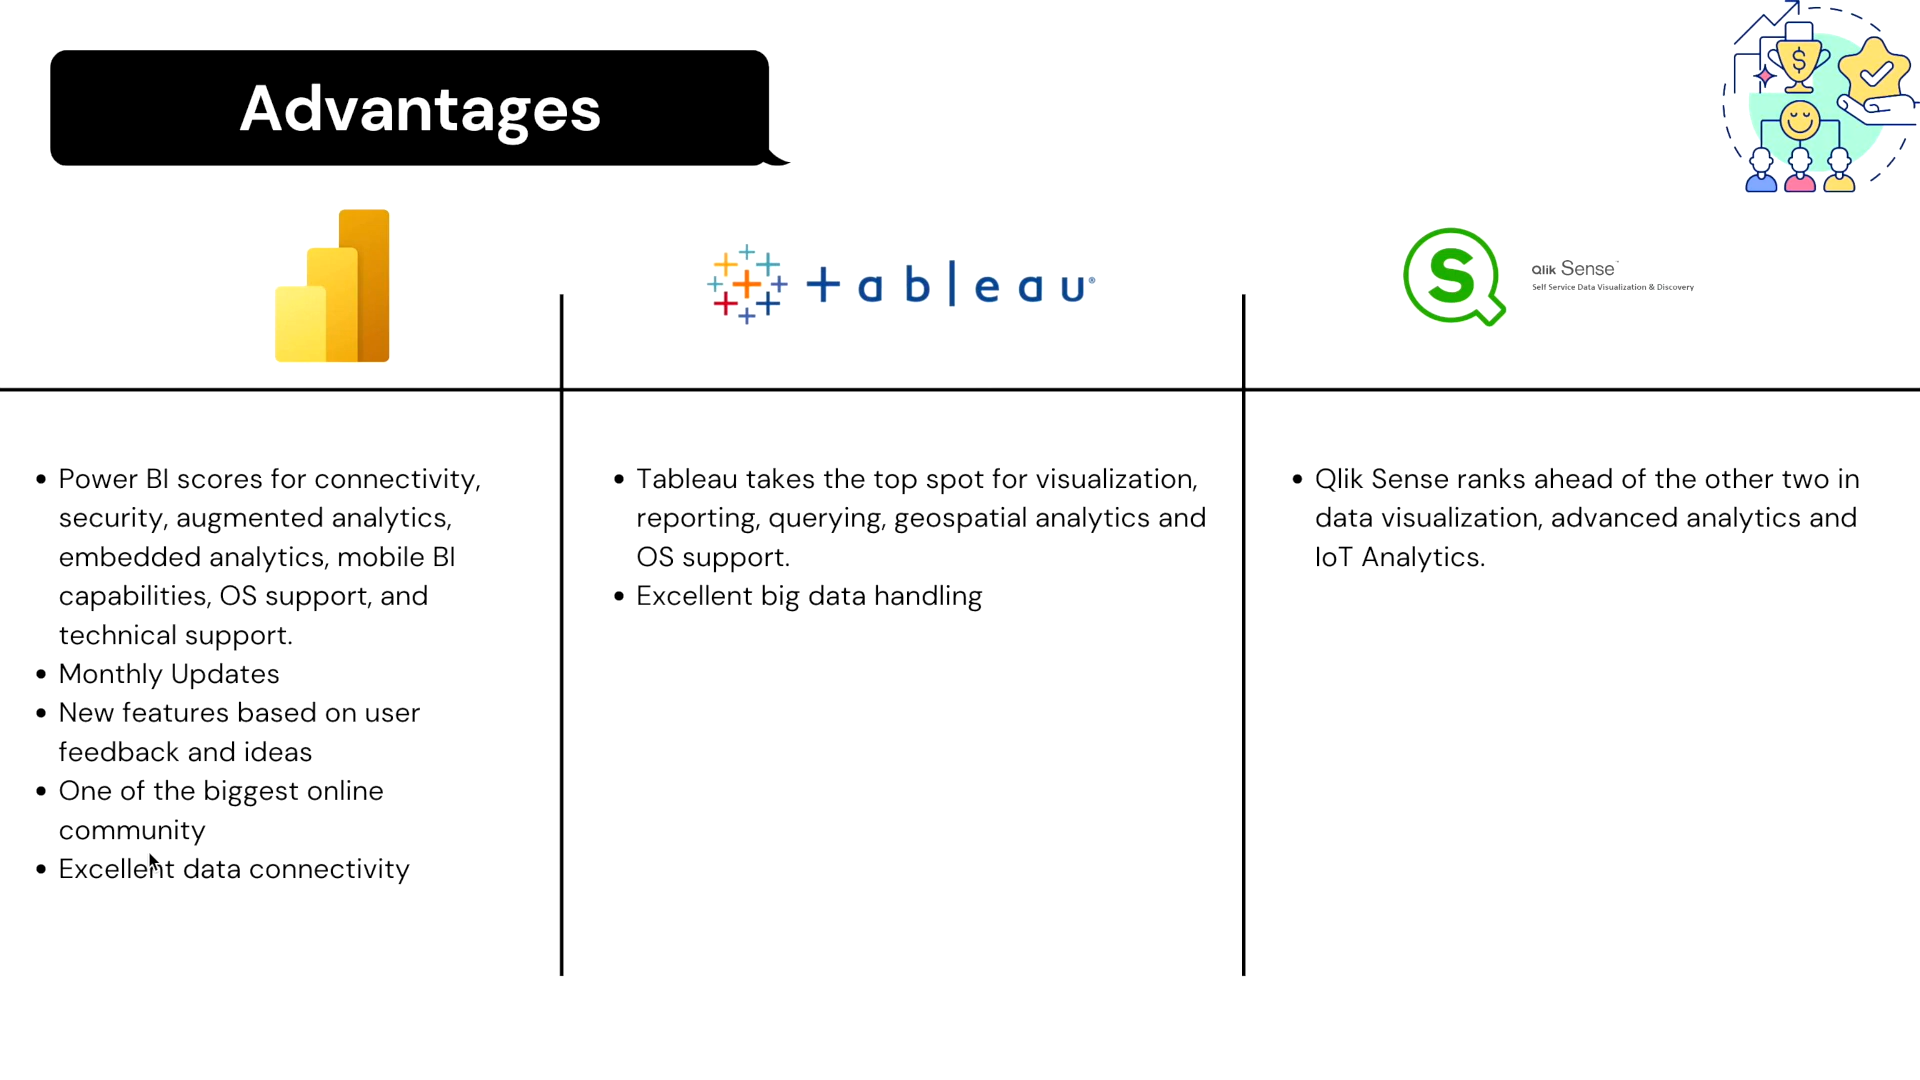 Advantages
$
+ a b l e a u®
S
Qlik Sense™
Self Service Data Visualization & Discovery
• Power BI scores for connectivity,
security, augmented analytics,
embedded analytics, mobile BI
capabilities, OS support, and
technical support.
• Monthly Updates
• New features based on user
feedback and ideas
• One of the biggest online
community
• Excellent data connectivity
• Tableau takes the top spot for visualization,
reporting, querying, geospatial analytics and
OS support.
• Excellent big data handling
• Qlik Sense ranks ahead of the other two in
data visualization, advanced analytics and
IoT Analytics.